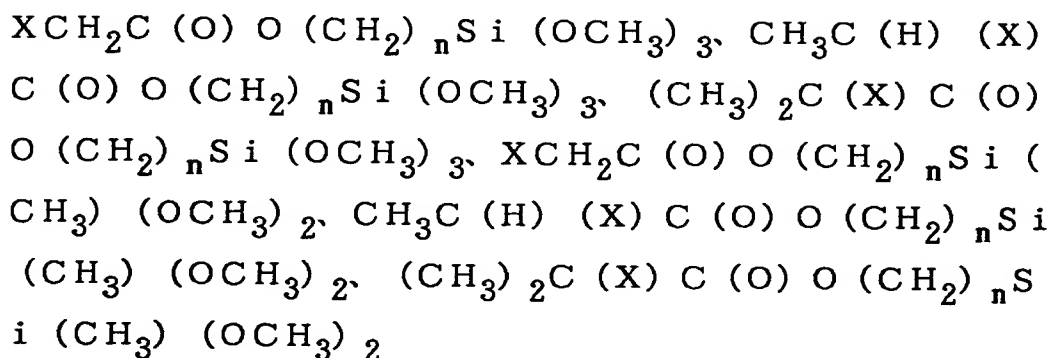 XCH₂C (O) O (CH₂) ₙSi (OCH₃) ₃、CH₃C (H) (X)
C (O) O (CH₂) ₙSi (OCH₃) ₃、 (CH₃) ₂C (X) C (O)
O (CH₂) ₙSi (OCH₃) ₃、XCH₂C (O) O (CH₂) ₙSi (
CH₃) (OCH₃) ₂、CH₃C (H) (X) C (O) O (CH₂) ₙSi
(CH₃) (OCH₃) ₂、 (CH₃) ₂C (X) C (O) O (CH₂) ₙS
i (CH₃) (OCH₃) ₂